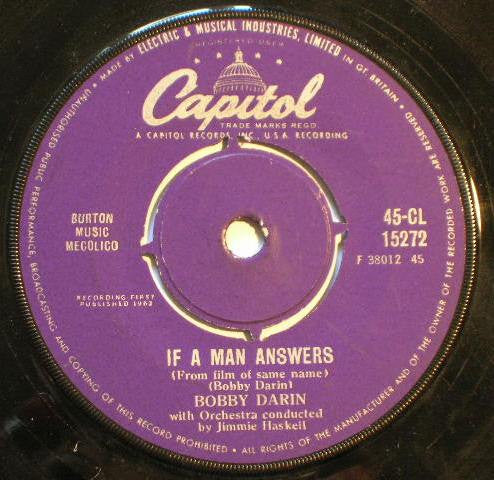 MADE BY ELECTRIC & MUSICAL INDUSTRIES, LIMITED IN GT. BRITAIN • ALL RIGHTS OF THE MANUFACTURER AND OF THE OWNER OF THE RECORDED WORK ARE RESERVED
UNAUTHORISED PUBLIC PERFORMANCE, BROADCASTING AND COPYING OF THIS RECORD PROHIBITED •
REGISTERED USER
Capitol
TRADE MARKS REGD
A CAPITOL RECORDS, INC., U.S.A. RECORDING
BURTON
MUSIC
MECOLICO
45-CL
15272
F 38012 45
RECORDING FIRST
PUBLISHED 1962
IF A MAN ANSWERS
(From film of same name)
(Bobby Darin)
BOBBY DARIN
with Orchestra conducted
by Jimmie Haskell